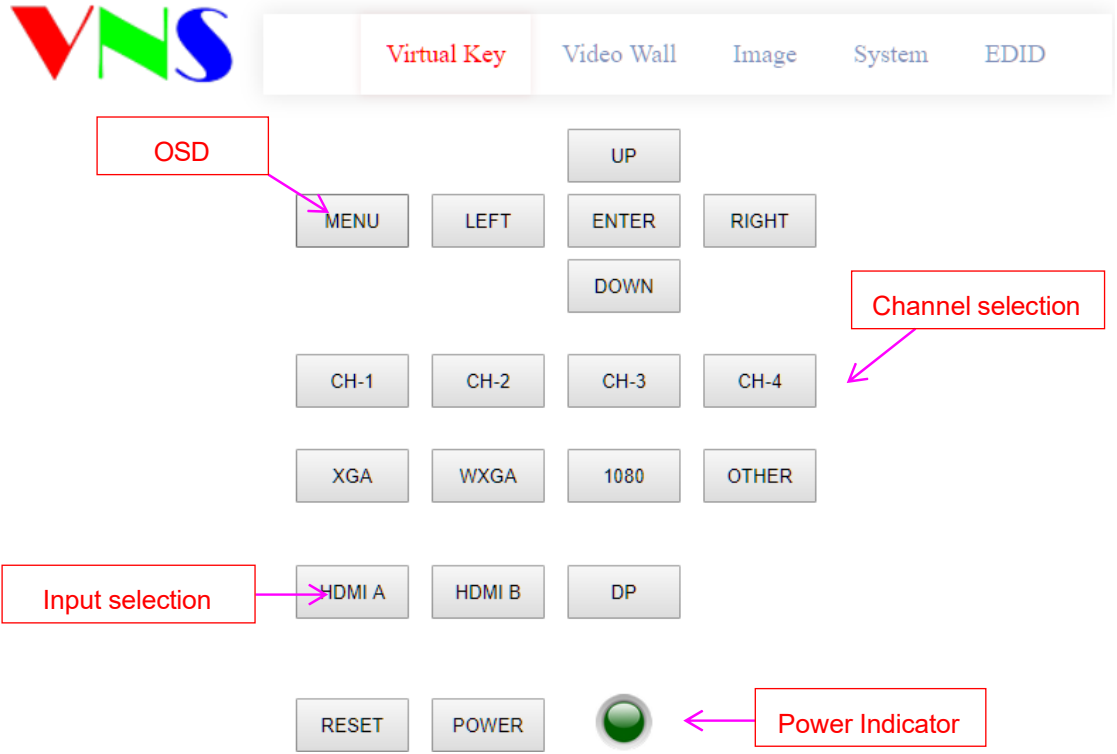 VNS
Virtual Key Video Wall Image System EDID
OSD
UP
MENU LEFT ENTER RIGHT
DOWN
Channel selection
CH-1 CH-2 CH-3 CH-4
XGA WXGA 1080 OTHER
Input selection
HDMI A HDMI B DP
RESET POWER
Power Indicator